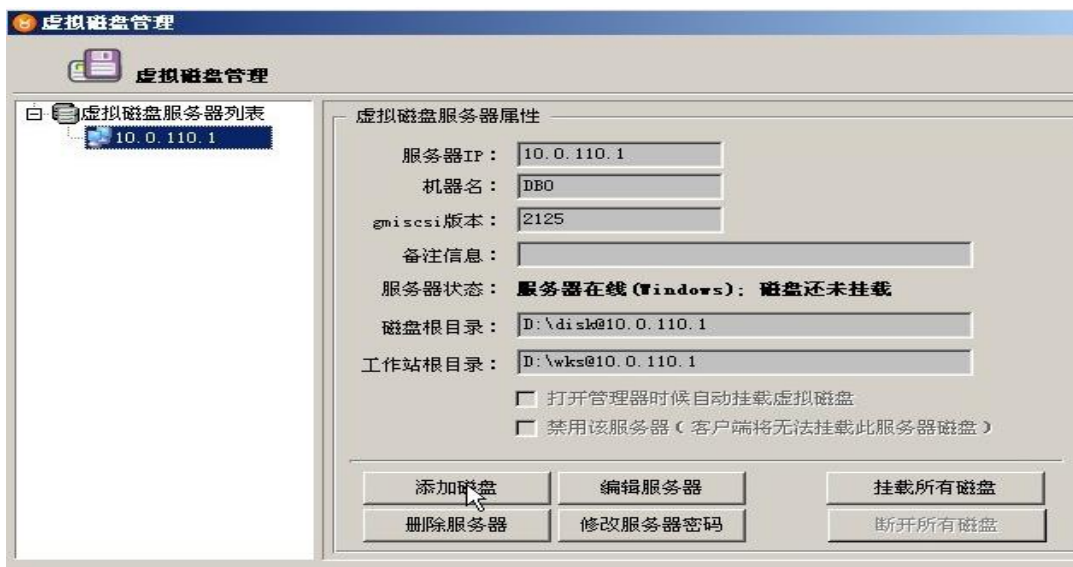 虚拟磁盘管理
虚拟磁盘管理
虚拟磁盘服务器列表
10.0.110.1
虚拟磁盘服务器属性
服务器IP： 10.0.110.1
机器名： DBO
gmiscsi版本： 2125
备注信息：
服务器状态： 服务器在线(Windows); 磁盘还未挂载
磁盘根目录： D:\disk@10.0.110.1
工作站根目录： D:\wks@10.0.110.1
打开管理器时候自动挂载虚拟磁盘
禁用该服务器（客户端将无法挂载此服务器磁盘）
添加磁盘 编辑服务器 挂载所有磁盘
删除服务器 修改服务器密码 断开所有磁盘